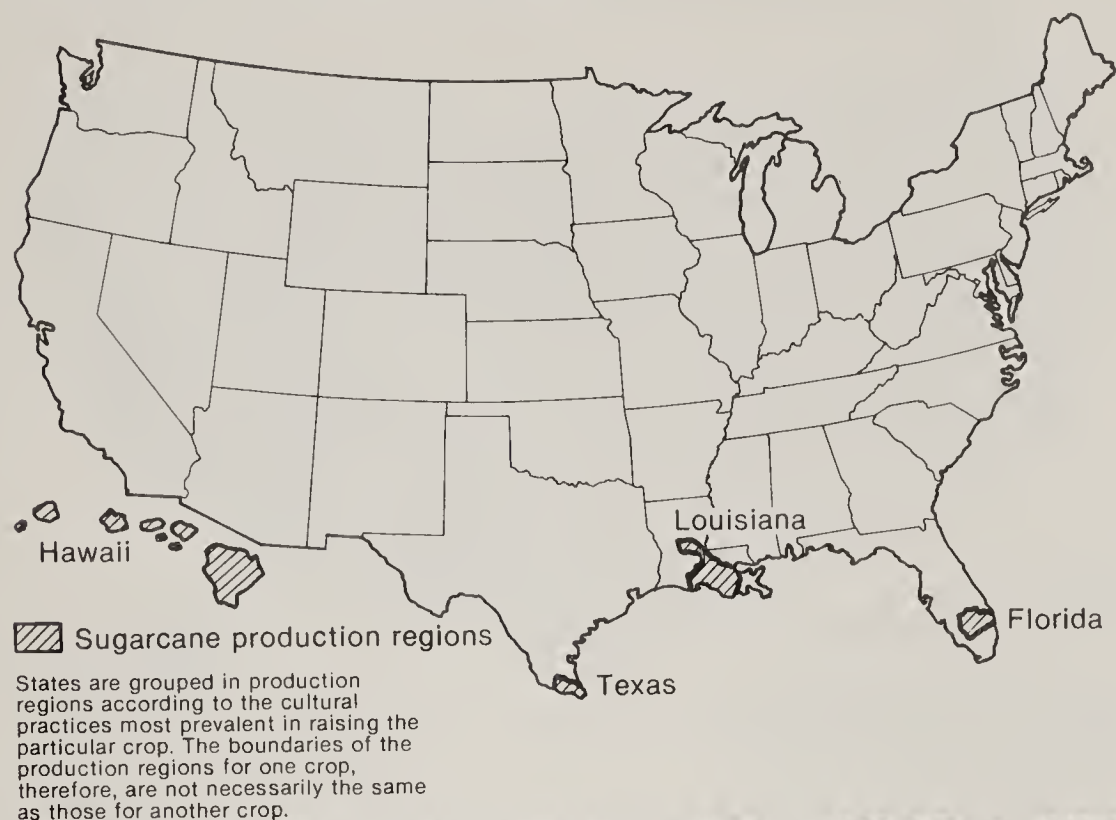 Louisiana
Hawaii
Florida
Sugarcane production regions
Texas
States are grouped in production
regions according to the cultural
practices most prevalent in raising the
particular crop. The boundaries of the
production regions for one crop,
therefore, are not necessarily the same
as those for another crop.